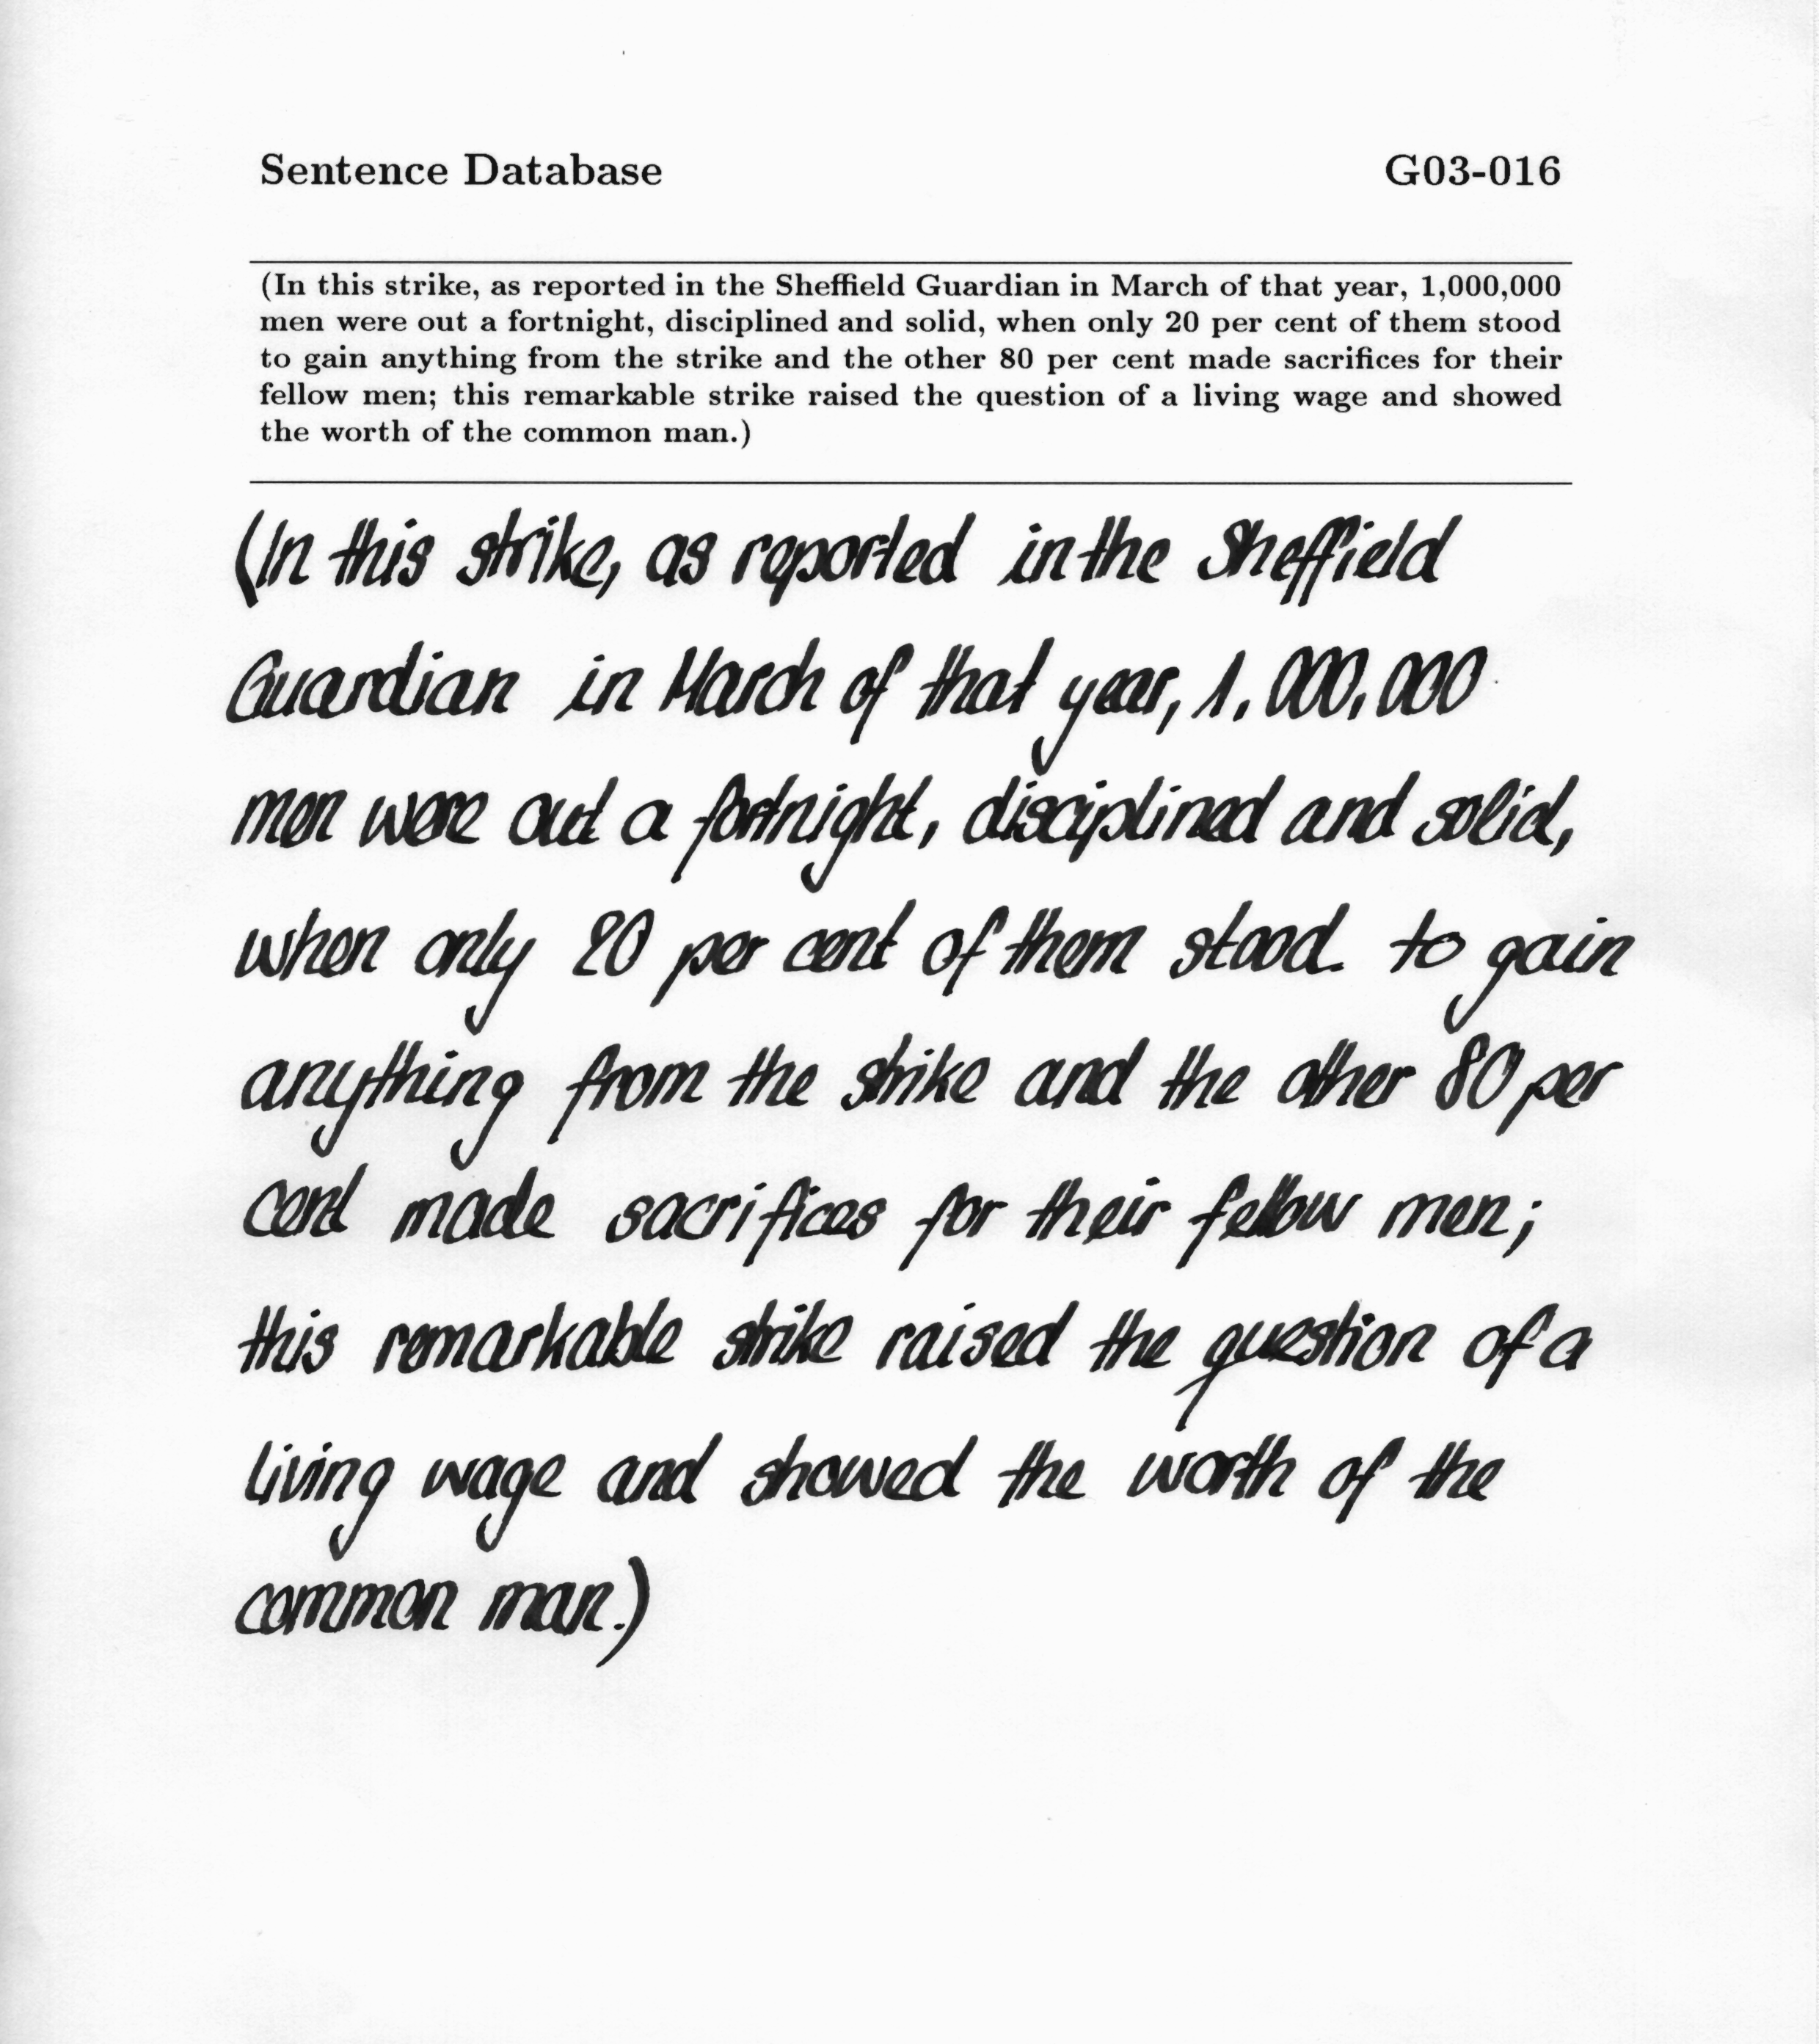 Sentence Database G03-016
(In this strike, as reported in the Sheffield Guardian in March of that year, 1,000,000
men were out a fortnight, disciplined and solid, when only 20 per cent of them stood
to gain anything from the strike and the other 80 per cent made sacrifices for their
fellow men; this remarkable strike raised the question of a living wage and showed
the worth of the common man.)
(In this strike, as reported in the Sheffield
Guardian in March of that year, 1.000.000
men were out a fortnight, disciplined and solid,
when only 20 per cent of them stood. to gain
anything from the strike and the other 80 per
cent made sacrifices for their fellow men;
this remarkable strike raised the question of a
living wage and showed the worth of the
common man.)